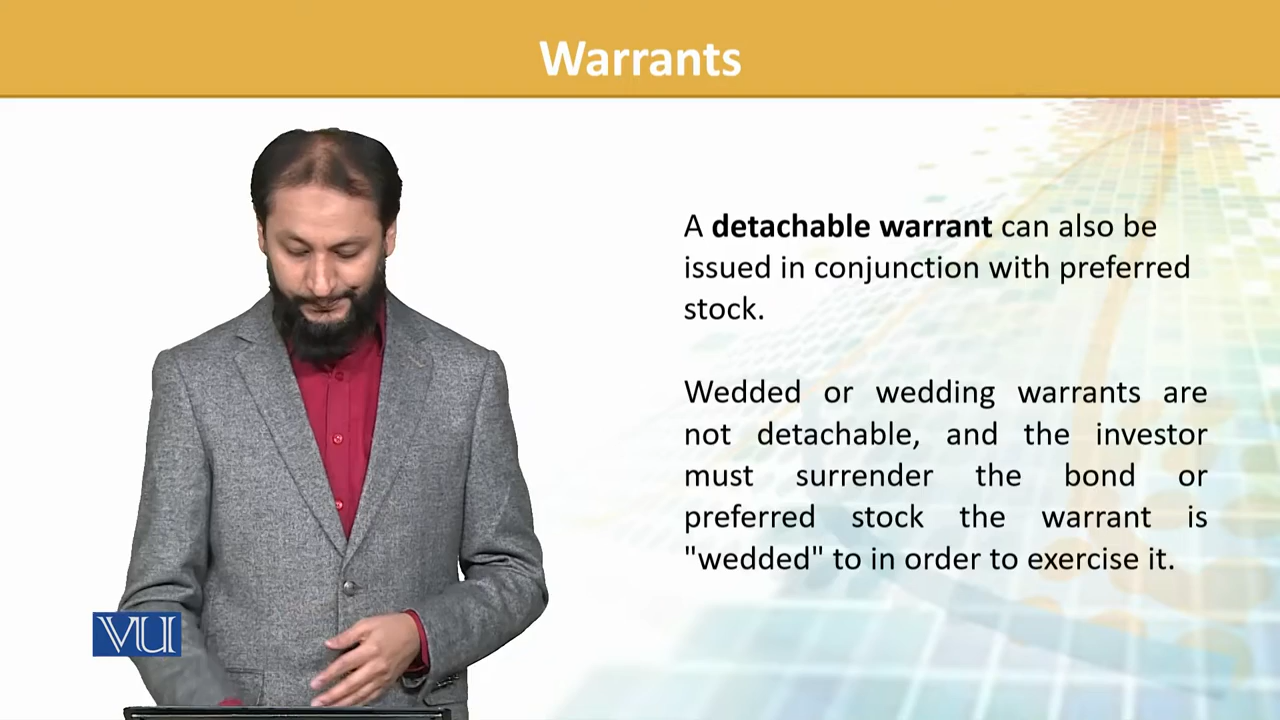 Warrants
A detachable warrant can also be
issued in conjunction with preferred
stock.
Wedded or wedding warrants are
not detachable, and the investor
must surrender the bond or
preferred stock the warrant is
"wedded" to in order to exercise it.
VU